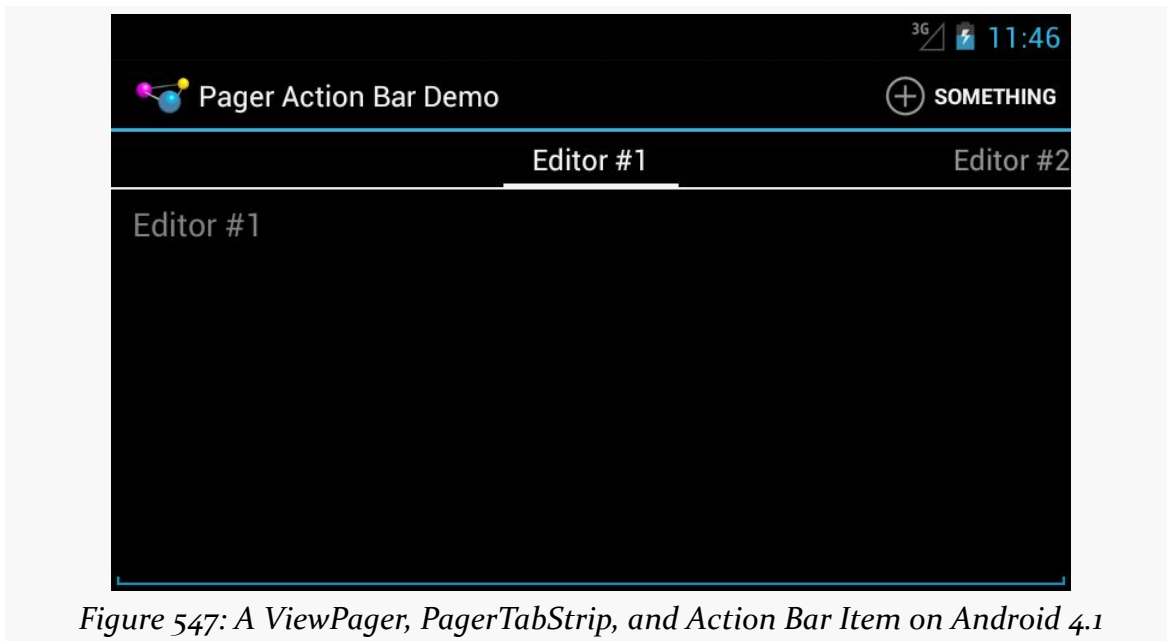 3G 11:46
Pager Action Bar Demo SOMETHING
Editor #1 Editor #2
Editor #1
Figure 547: A ViewPager, PagerTabStrip, and Action Bar Item on Android 4.1